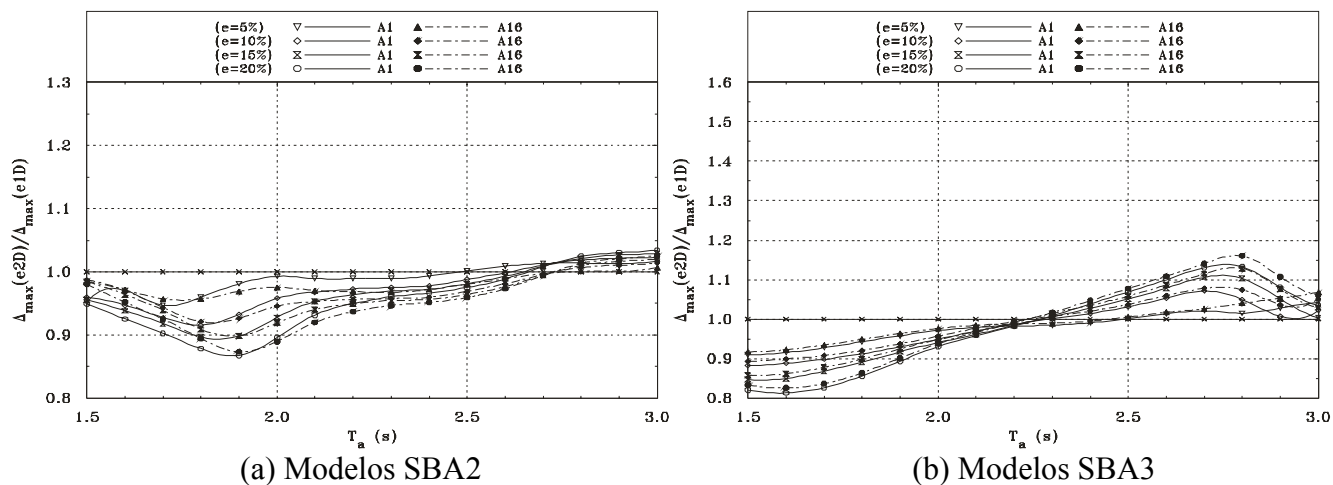 (e=5%) A1 A16
(e=10%) A1 A16
(e=15%) A1 A16
(e=20%) A1 A16
1.3
1.2
1.1
1.0
0.9
0.8
Δmax(e2D)/Δmax(e1D)
1.5 2.0 2.5 3.0
Ta (s)
(a) Modelos SBA2
(e=5%) A1 A16
(e=10%) A1 A16
(e=15%) A1 A16
(e=20%) A1 A16
1.6
1.5
1.4
1.3
1.2
1.1
1.0
0.9
0.8
Δmax(e2D)/Δmax(e1D)
1.5 2.0 2.5 3.0
Ta (s)
(b) Modelos SBA3